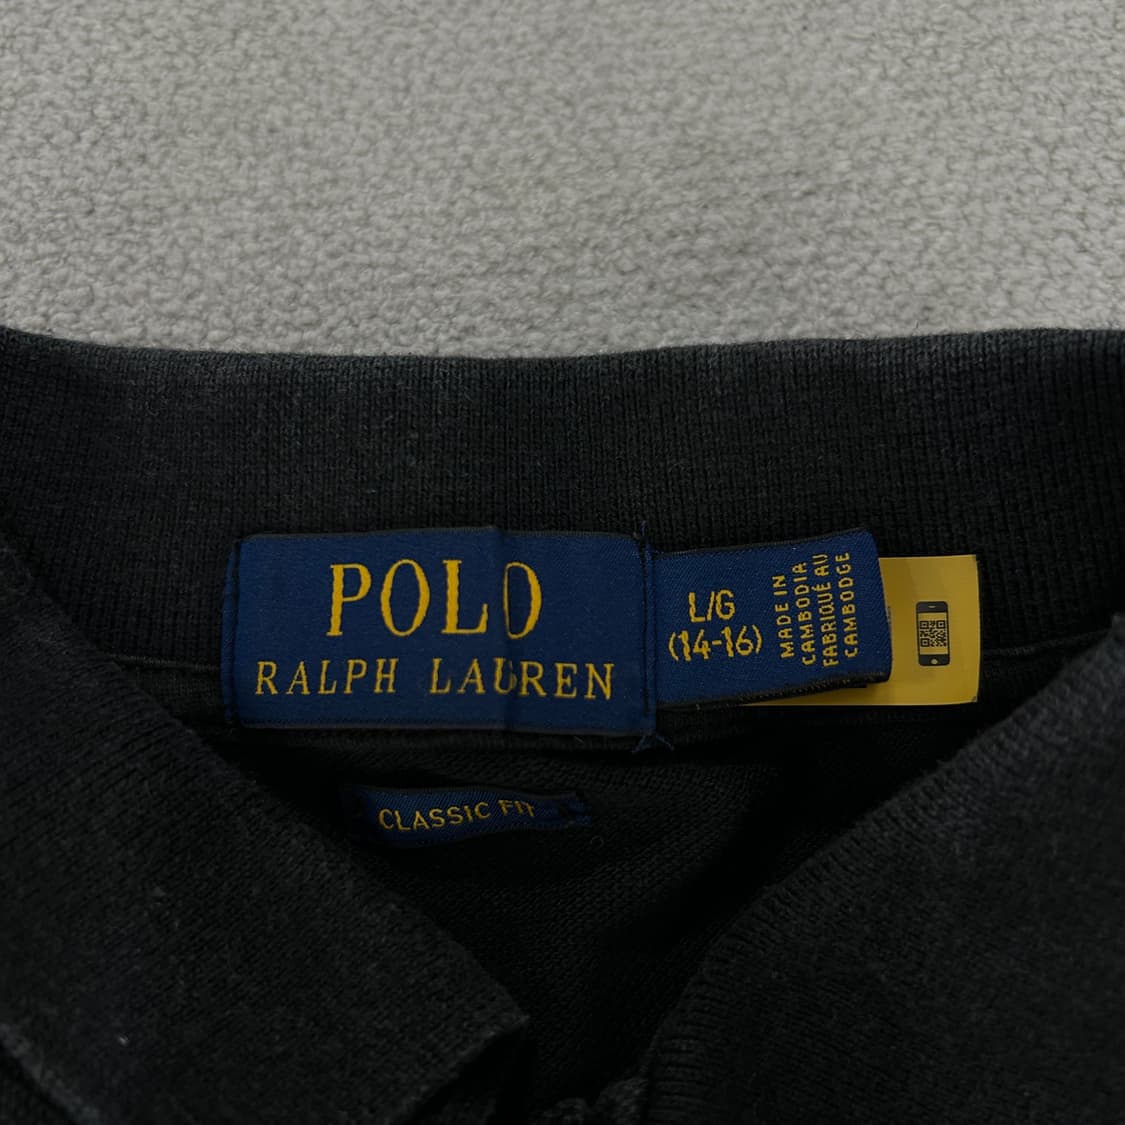 POLO
RALPH LAUREN
L/G
(14-16)
MADE IN
CAMBODIA
FABRIQUÉ AU
CAMBODGE
CLASSIC FIT